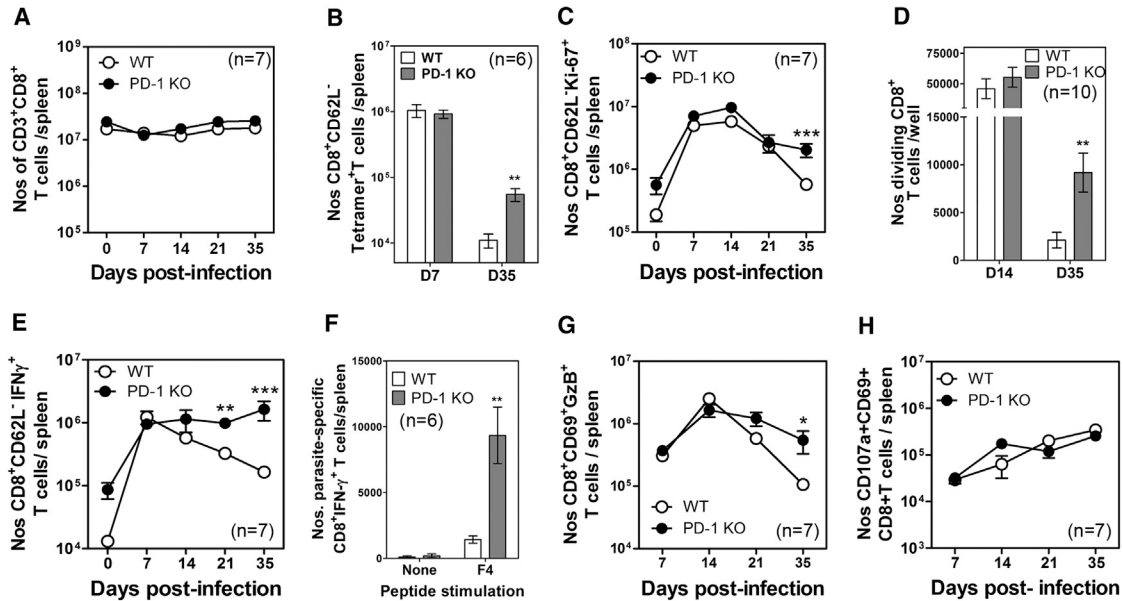 A
Nos of CD3⁺CD8⁺
T cells /spleen
10⁹
10⁸
10⁷
10⁶
10⁵
WT
PD-1 KO
(n=7)
0 7 14 21 35
Days post-infection
B
Nos CD8⁺CD62L⁻
Tetramer⁺T cells /spleen
10⁷
10⁶
10⁵
10⁴
WT
PD-1 KO
(n=6)
**
D7 D35
C
Nos CD8⁺CD62L⁻Ki-67⁺
T cells /spleen
10⁸
10⁷
10⁶
10⁵
WT
PD-1 KO
(n=7)
***
0 7 14 21 35
Days post-infection
D
Nos dividing CD8⁺
T cells /well
75000
50000
15000
10000
5000
0
WT
PD-1 KO
(n=10)
**
D14 D35
E
Nos CD8⁺CD62L⁻IFNγ⁺
T cells/ spleen
10⁷
10⁶
10⁵
10⁴
WT
PD-1 KO
** ***
(n=7)
0 7 14 21 35
Days post-infection
F
Nos. parasite-specific
CD8⁺IFN-γ⁺ T cells/spleen
15000
10000
5000
0
WT
PD-1 KO
(n=6)
**
None F4
Peptide stimulation
G
Nos CD8⁺CD69⁺GzB⁺
T cells / spleen
10⁷
10⁶
10⁵
10⁴
*
WT
PD-1 KO
(n=7)
7 14 21 35
Days post-infection
H
Nos CD107a+CD69+
CD8+T cells / spleen
10⁷
10⁶
10⁵
10⁴
10³
WT
PD-1 KO
(n=7)
7 14 21 35
Days post- infection